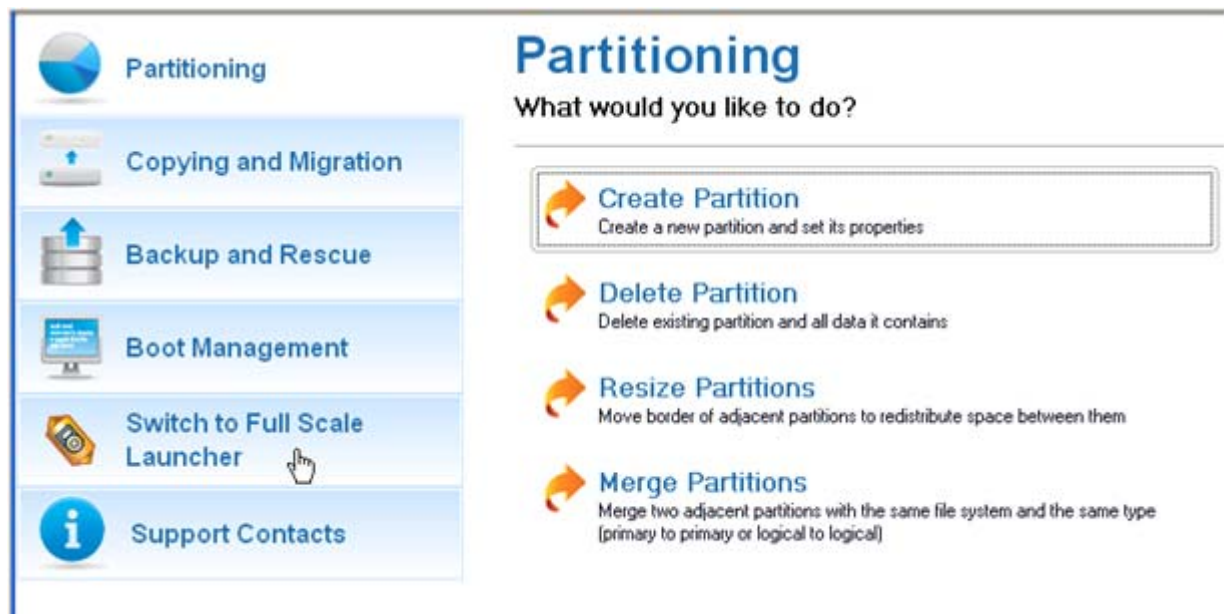 Partitioning
Copying and Migration
Backup and Rescue
Boot Management
Switch to Full Scale
Launcher
Support Contacts
Partitioning
What would you like to do?
Create Partition
Create a new partition and set its properties
Delete Partition
Delete existing partition and all data it contains
Resize Partitions
Move border of adjacent partitions to redistribute space between them
Merge Partitions
Merge two adjacent partitions with the same file system and the same type
(primary to primary or logical to logical)